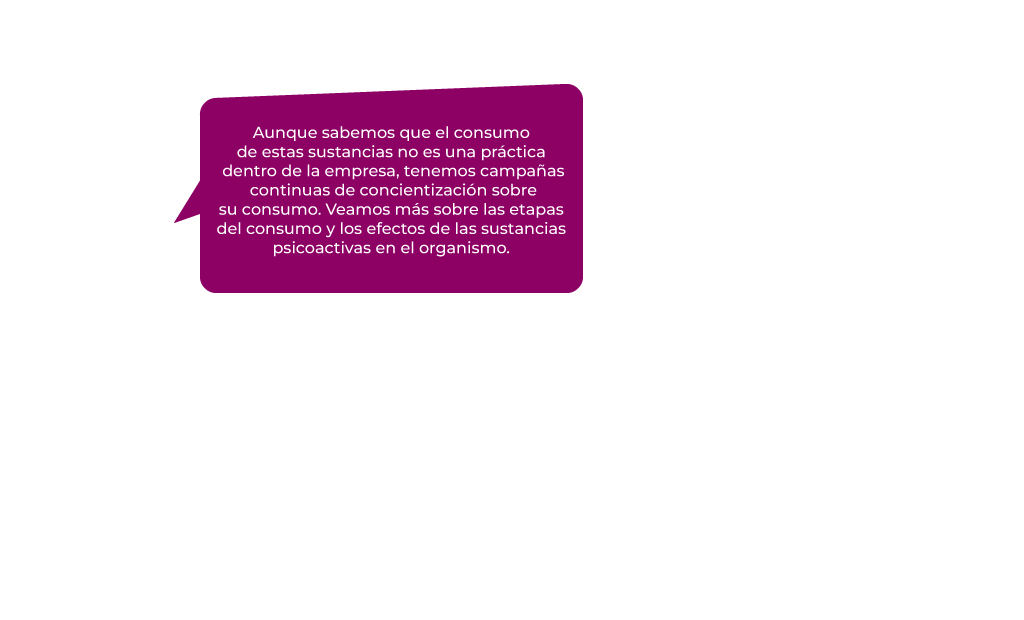 Aunque sabemos que el consumo
de estas sustancias no es una práctica
dentro de la empresa, tenemos campañas
continuas de concientización sobre
su consumo. Veamos más sobre las etapas
del consumo y los efectos de las sustancias
psicoactivas en el organismo.